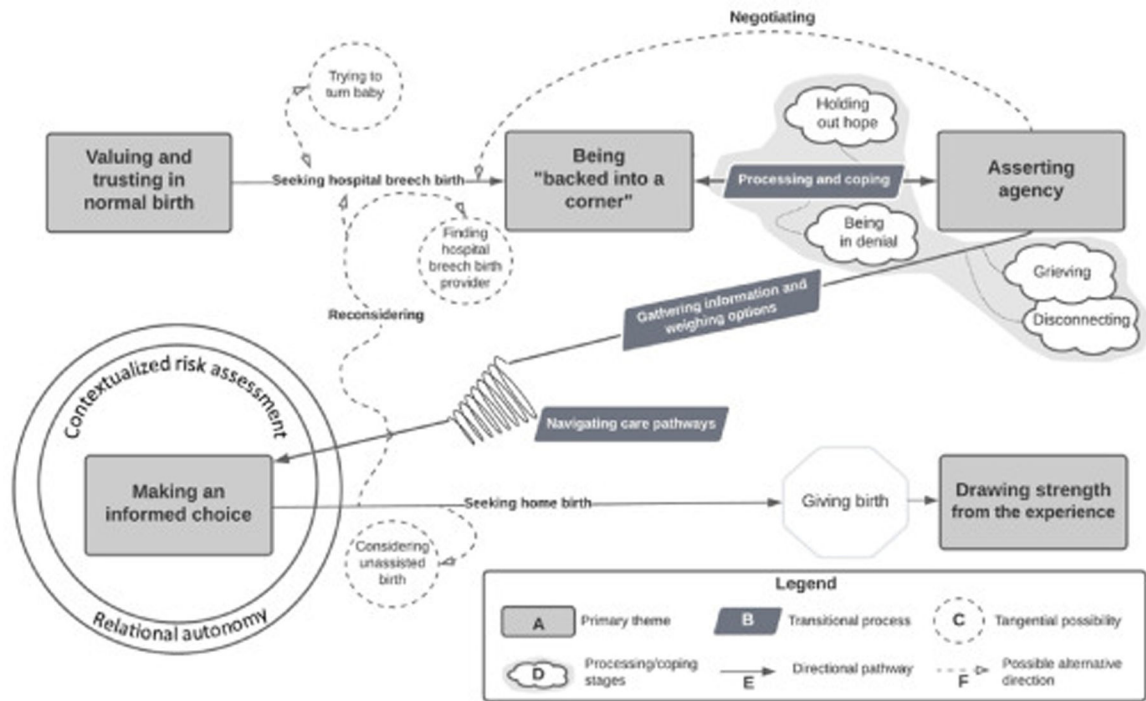 Negotiating
Trying to
turn baby
Holding
out hope
Valuing and
trusting in
normal birth
Seeking hospital breech birth
Being
"backed into a
corner"
Processing and coping
Asserting
agency
Being
in denial
Finding
hospital
breech birth
provider
Grieving
Disconnecting
Gathering information and
weighing options
Reconsidering
Contextualized risk assessment
Navigating care pathways
Making an
informed choice
Relational autonomy
Seeking home birth
Giving birth
Drawing strength
from the experience
Considering
unassisted
birth
Legend
A
Primary theme
B
Transitional process
C
Tangential possibility
D
Processing/coping
stages
E
Directional pathway
F
Possible alternative
direction